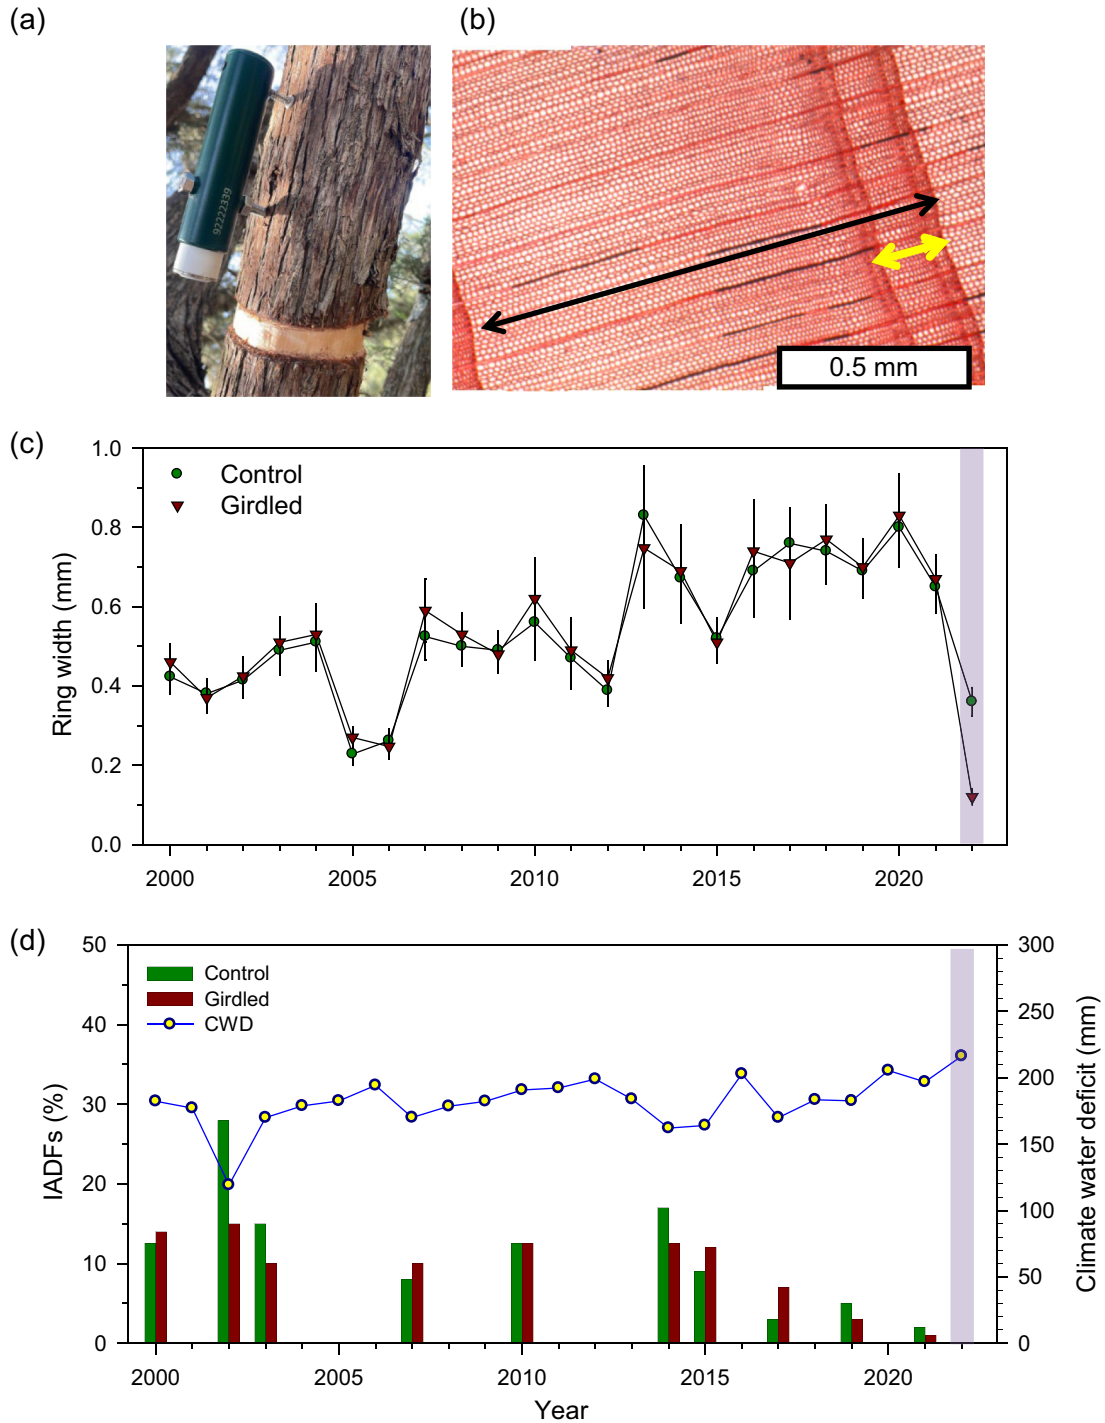 (a)
(b)
92222339
0.5 mm
(c)
1.0
0.8
0.6
0.4
0.2
0.0
Ring width (mm)
Control
Girdled
2000
2005
2010
2015
2020
(d)
50
40
30
20
10
0
IADFs (%)
Control
Girdled
CWD
300
250
200
150
100
50
0
Climate water deficit (mm)
2000
2005
2010
2015
2020
Year